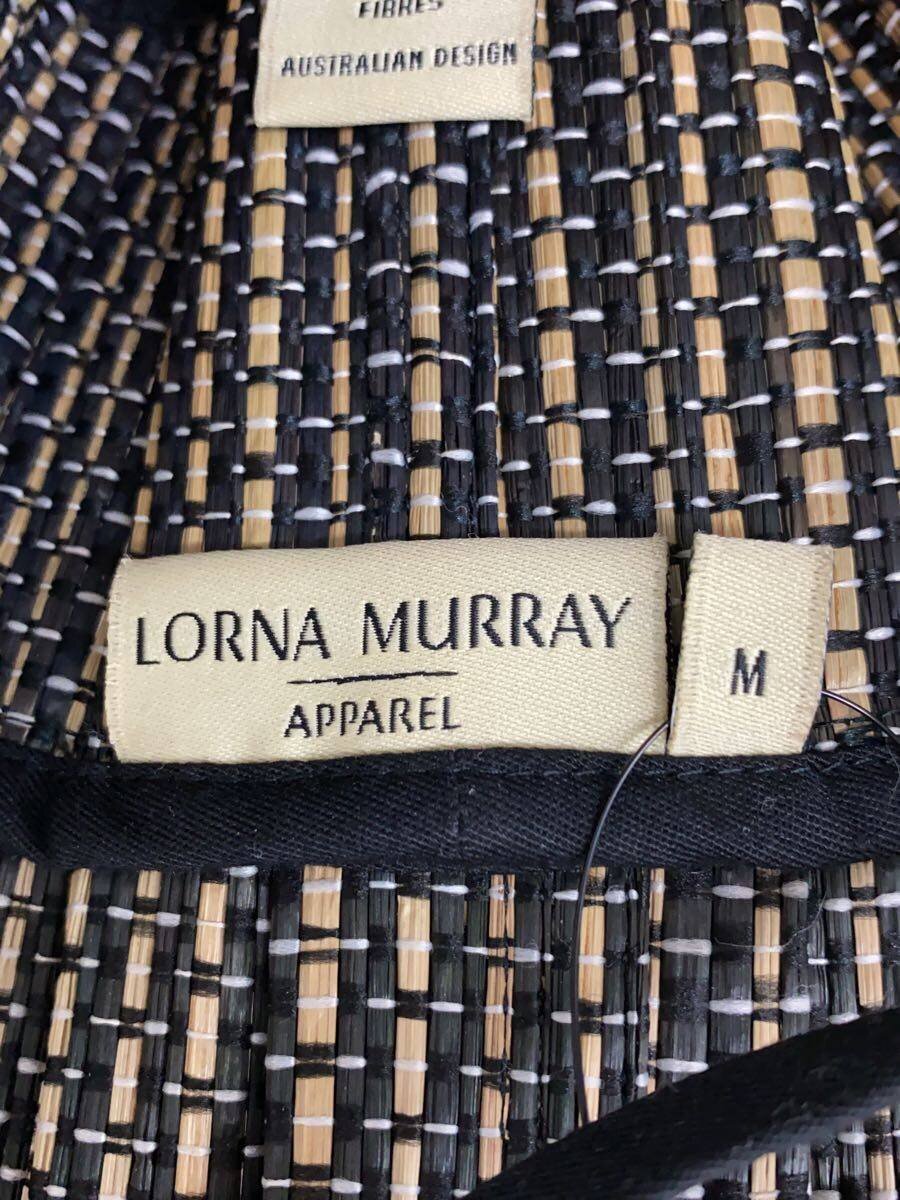 FIBRES
AUSTRALIAN DESIGN
LORNA MURRAY
APPAREL
M